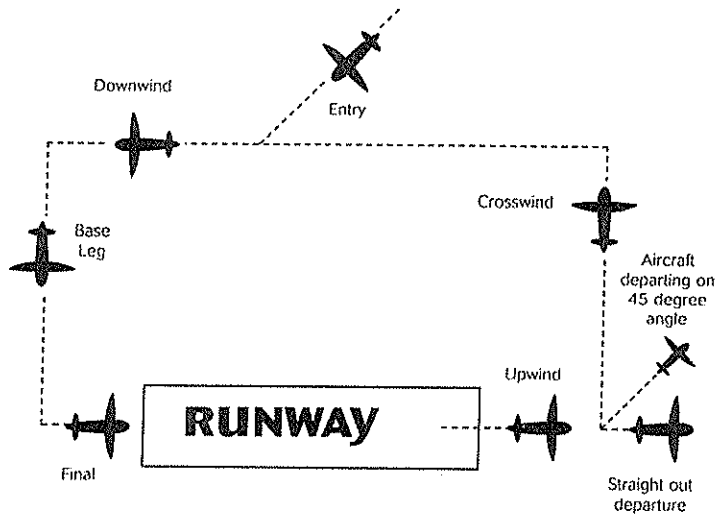 Downwind
Entry
Crosswind
Base
Leg
Aircraft
departing on
45 degree
angle
Upwind
RUNWAY
Final
Straight out
departure